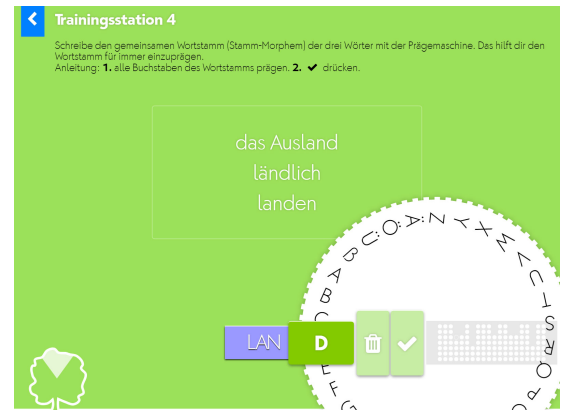 Trainingsstation 4
Schreibe den gemeinsamen Wortstamm (Stamm-Morphem) der drei Wörter mit der Prägemaschine. Das hilft dir den
Wortstamm für immer einzuprägen.
Anleitung: 1. alle Buchstaben des Wortstamms prägen. 2. ✔ drücken.
das Ausland
ländlich
landen
A B C
E F G
P Q R S T U V W X Y Z Ä Ö Ü
LAN D